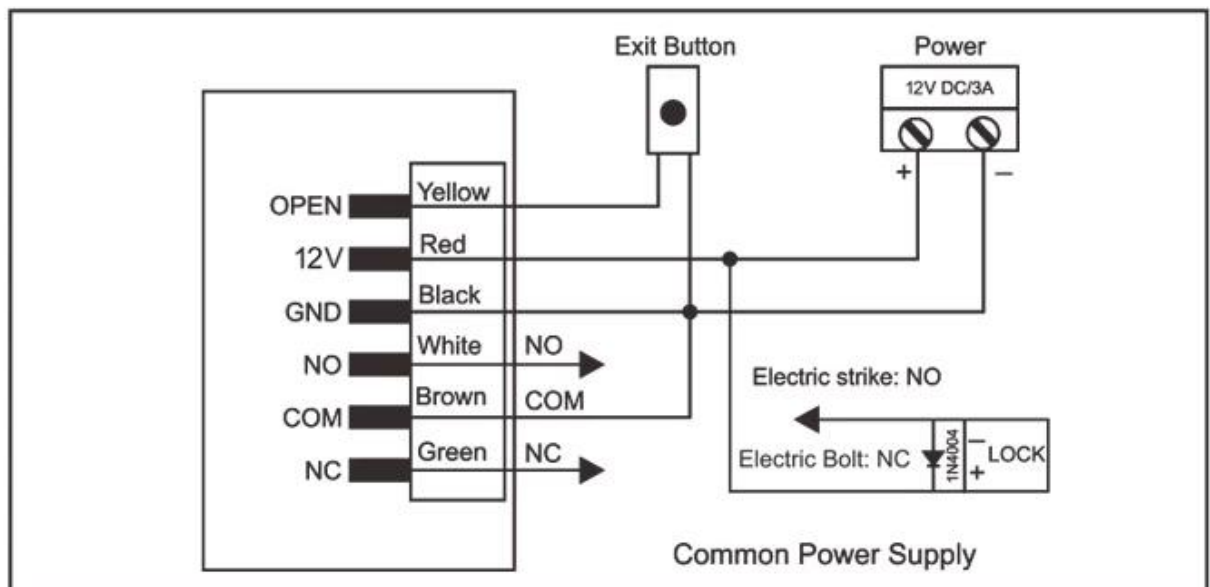 Exit Button
Power
12V DC/3A
+
–
OPEN
Yellow
12V
Red
GND
Black
NO
White
NO
COM
Brown
COM
NC
Green
NC
Electric strike: NO
Electric Bolt: NC
1N4004
–
+
LOCK
Common Power Supply